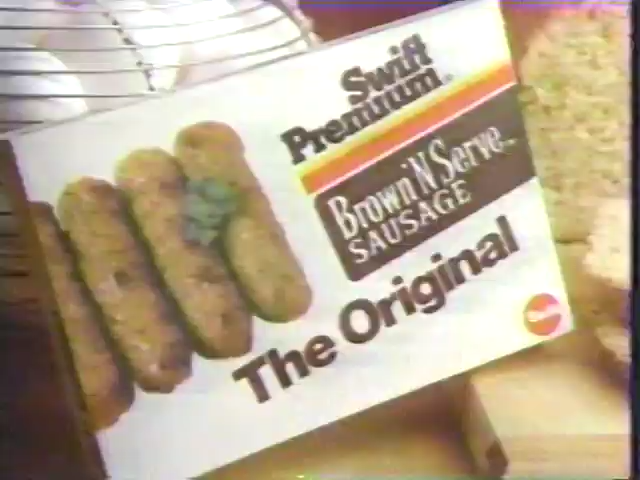 Swift
Premium
Brown 'N Serve
SAUSAGE
The Original